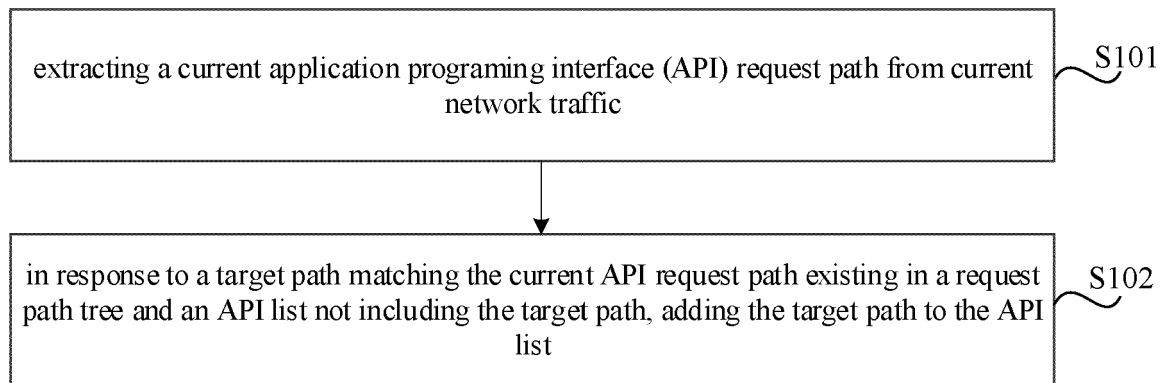 extracting a current application programing interface (API) request path from current
network traffic
S101
in response to a target path matching the current API request path existing in a request
path tree and an API list not including the target path, adding the target path to the API
list
S102